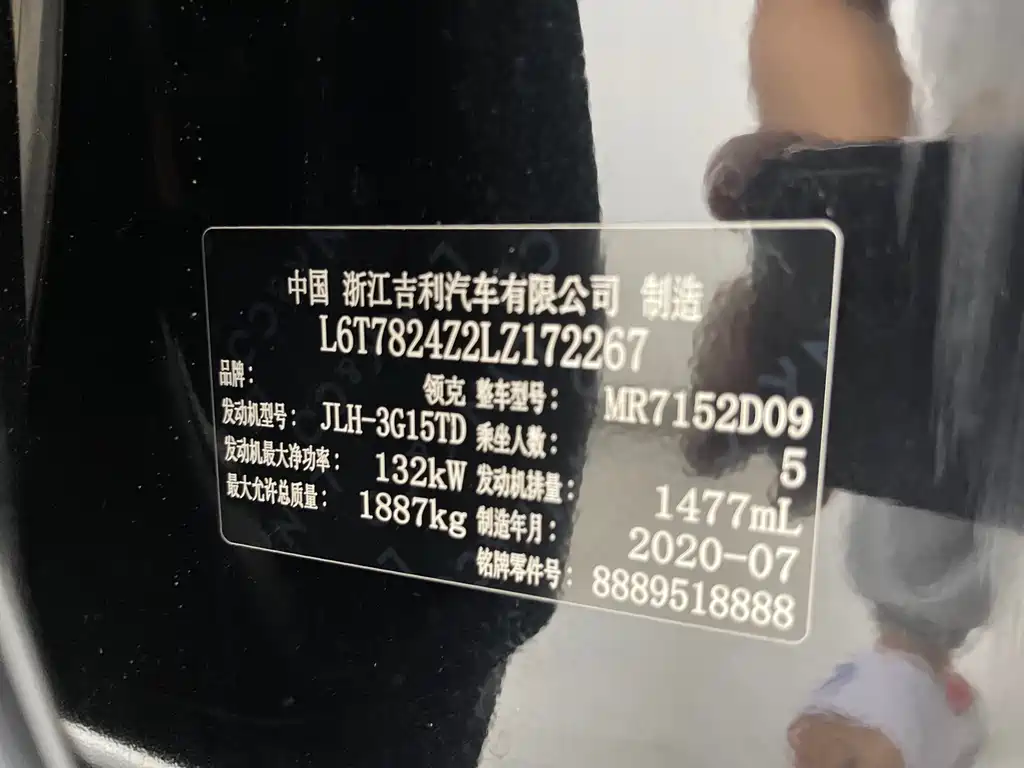 中国 浙江吉利汽车有限公司 制造
L6T7824Z2LZ172267
品牌: 领克 整车型号: MR7152D09
发动机型号: JLH-3G15TD 乘坐人数: 5
发动机最大净功率: 132kW 发动机排量: 1477mL
最大允许总质量: 1887kg 制造年月: 2020-07
铭牌零件号: 8889518888